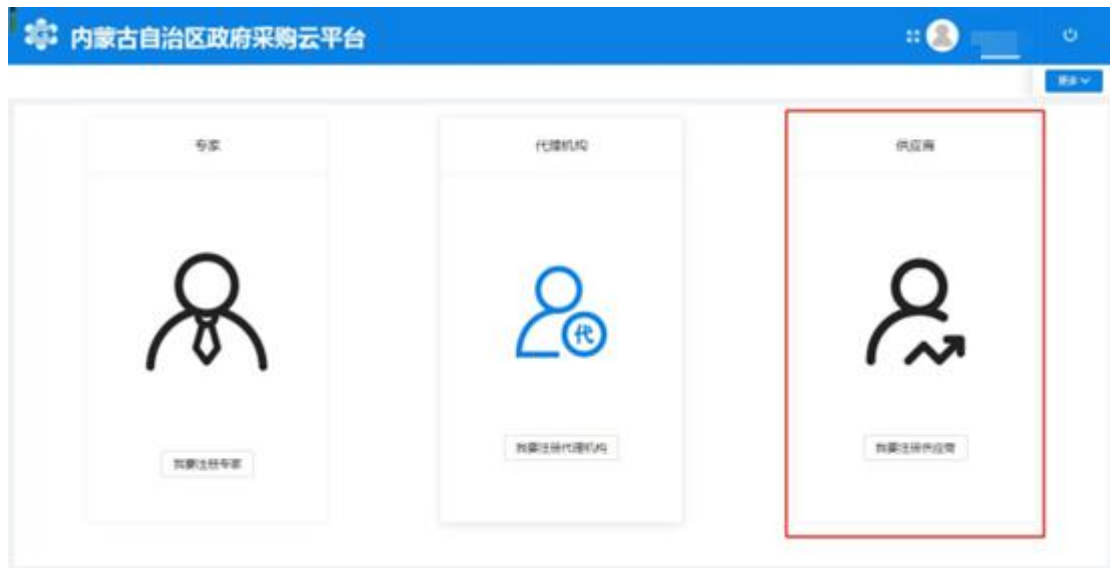 内蒙古自治区政府采购云平台
更多
专家
代理机构
供应商
代
我要注册专家
我要注册代理机构
我要注册供应商